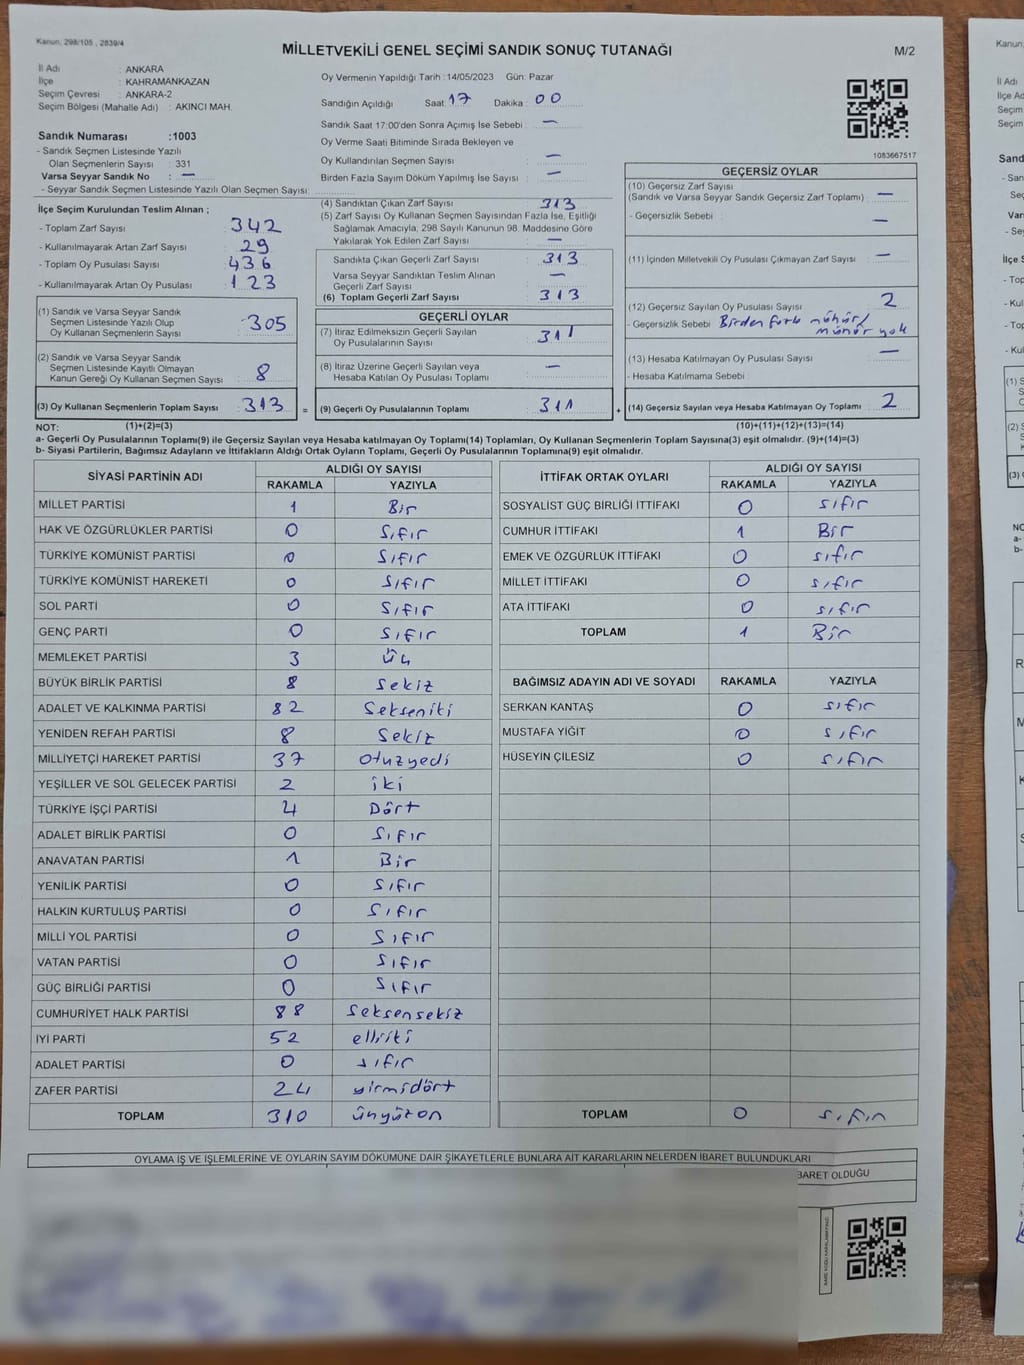 Kanun: 298/105 , 2839/4
MİLLETVEKİLİ GENEL SEÇİMİ SANDIK SONUÇ TUTANAĞI
M/2
İl Adı : ANKARA
İlçe : KAHRAMANKAZAN
Seçim Çevresi : ANKARA-2
Seçim Bölgesi (Mahalle Adı) : AKINCI MAH.
Sandık Numarası :1003
- Sandık Seçmen Listesinde Yazılı
Olan Seçmenlerin Sayısı : 331
Varsa Seyyar Sandık No : —
- Seyyar Sandık Seçmen Listesinde Yazılı Olan Seçmen Sayısı:
Oy Vermenin Yapıldığı Tarih :14/05/2023 Gün: Pazar
Sandığın Açıldığı Saat: 17 Dakika : 00
Sandık Saat 17:00'den Sonra Açımış İse Sebebi : —
Oy Verme Saati Bitiminde Sırada Bekleyen ve
Oy Kullandırılan Seçmen Sayısı : —
Birden Fazla Sayım Döküm Yapılmış İse Sayısı : —
1083667517
İlçe Seçim Kurulundan Teslim Alınan ;
- Toplam Zarf Sayısı : 342
- Kullanılmayarak Artan Zarf Sayısı : 29
- Toplam Oy Pusulası Sayısı : 436
- Kullanılmayarak Artan Oy Pusulası : 123
(1) Sandık ve Varsa Seyyar Sandık
Seçmen Listesinde Yazılı Olup
Oy Kullanan Seçmenlerin Sayısı : 305
(2) Sandık ve Varsa Seyyar Sandık
Seçmen Listesinde Kayıtlı Olmayan
Kanun Gereği Oy Kullanan Seçmen Sayısı : 8
(3) Oy Kullanan Seçmenlerin Toplam Sayısı : 313
(4) Sandıktan Çıkan Zarf Sayısı : 313
(5) Zarf Sayısı Oy Kullanan Seçmen Sayısından Fazla İse, Eşitliği
Sağlamak Amacıyla, 298 Sayılı Kanunun 98. Maddesine Göre
Yakılarak Yok Edilen Zarf Sayısı : —
Sandıkta Çıkan Geçerli Zarf Sayısı : 313
Varsa Seyyar Sandıktan Teslim Alınan
Geçerli Zarf Sayısı : —
(6) Toplam Geçerli Zarf Sayısı : 313
GEÇERLİ OYLAR
(7) İtiraz Edilmeksizin Geçerli Sayılan
Oy Pusulalarının Sayısı : 311
(8) İtiraz Üzerine Geçerli Sayılan veya
Hesaba Katılan Oy Pusulası Toplamı : —
= (9) Geçerli Oy Pusulalarının Toplamı : 311
GEÇERSİZ OYLAR
(10) Geçersiz Zarf Sayısı
(Sandık ve Varsa Seyyar Sandık Geçersiz Zarf Toplamı) : —
- Geçersizlik Sebebi : —
(11) İçinden Milletvekili Oy Pusulası Çıkmayan Zarf Sayısı : —
(12) Geçersiz Sayılan Oy Pusulası Sayısı : 2
- Geçersizlik Sebebi : Birden fazla mühür/
mühür yok
(13) Hesaba Katılmayan Oy Pusulası Sayısı : —
- Hesaba Katılmama Sebebi :
+ (14) Geçersiz Sayılan veya Hesaba Katılmayan Oy Toplamı : 2
NOT: (1)+(2)=(3) (10)+(11)+(12)+(13)=(14)
a- Geçerli Oy Pusulalarının Toplamı(9) ile Geçersiz Sayılan veya Hesaba katılmayan Oy Toplamı(14) Toplamları, Oy Kullanan Seçmenlerin Toplam Sayısına(3) eşit olmalıdır. (9)+(14)=(3)
b- Siyasi Partilerin, Bağımsız Adayların ve İttifakların Aldığı Ortak Oyların Toplamı, Geçerli Oy Pusulalarının Toplamına(9) eşit olmalıdır.
SİYASİ PARTİNİN ADI ALDIĞI OY SAYISI
RAKAMLA YAZIYLA
MİLLET PARTİSİ 1 Bir
HAK VE ÖZGÜRLÜKLER PARTİSİ 0 Sıfır
TÜRKİYE KOMÜNİST PARTİSİ 0 Sıfır
TÜRKİYE KOMÜNİST HAREKETİ 0 Sıfır
SOL PARTİ 0 Sıfır
GENÇ PARTİ 0 Sıfır
MEMLEKET PARTİSİ 3 üç
BÜYÜK BİRLİK PARTİSİ 8 Sekiz
ADALET VE KALKINMA PARTİSİ 82 Sekseniki
YENİDEN REFAH PARTİSİ 8 Sekiz
MİLLİYETÇİ HAREKET PARTİSİ 37 Otuzyedi
YEŞİLLER VE SOL GELECEK PARTİSİ 2 iki
TÜRKİYE İŞÇİ PARTİSİ 4 Dört
ADALET BİRLİK PARTİSİ 0 Sıfır
ANAVATAN PARTİSİ 1 Bir
YENİLİK PARTİSİ 0 Sıfır
HALKIN KURTULUŞ PARTİSİ 0 Sıfır
MİLLİ YOL PARTİSİ 0 Sıfır
VATAN PARTİSİ 0 Sıfır
GÜÇ BİRLİĞİ PARTİSİ 0 Sıfır
CUMHURİYET HALK PARTİSİ 88 Seksensekiz
İYİ PARTİ 52 elliiki
ADALET PARTİSİ 0 sıfır
ZAFER PARTİSİ 24 yirmidört
TOPLAM 310 üçyüzon
İTTİFAK ORTAK OYLARI ALDIĞI OY SAYISI
RAKAMLA YAZIYLA
SOSYALİST GÜÇ BİRLİĞİ İTTİFAKI 0 sıfır
CUMHUR İTTİFAKI 1 Bir
EMEK VE ÖZGÜRLÜK İTTİFAKI 0 sıfır
MİLLET İTTİFAKI 0 sıfır
ATA İTTİFAKI 0 sıfır
TOPLAM 1 Bir
BAĞIMSIZ ADAYIN ADI VE SOYADI RAKAMLA YAZIYLA
SERKAN KANTAŞ 0 sıfır
MUSTAFA YİĞİT 0 sıfır
HÜSEYİN ÇİLESİZ 0 sıfır
TOPLAM 0 sıfır
OYLAMA İŞ VE İŞLEMLERİNE VE OYLARIN SAYIM DÖKÜMÜNE DAİR ŞİKAYETLERLE BUNLARA AİT KARARLARIN NELERDEN İBARET BULUNDUKLARI
BARET OLDUĞU
Kanun:
İl Adı
İlçe Ad
Seçim